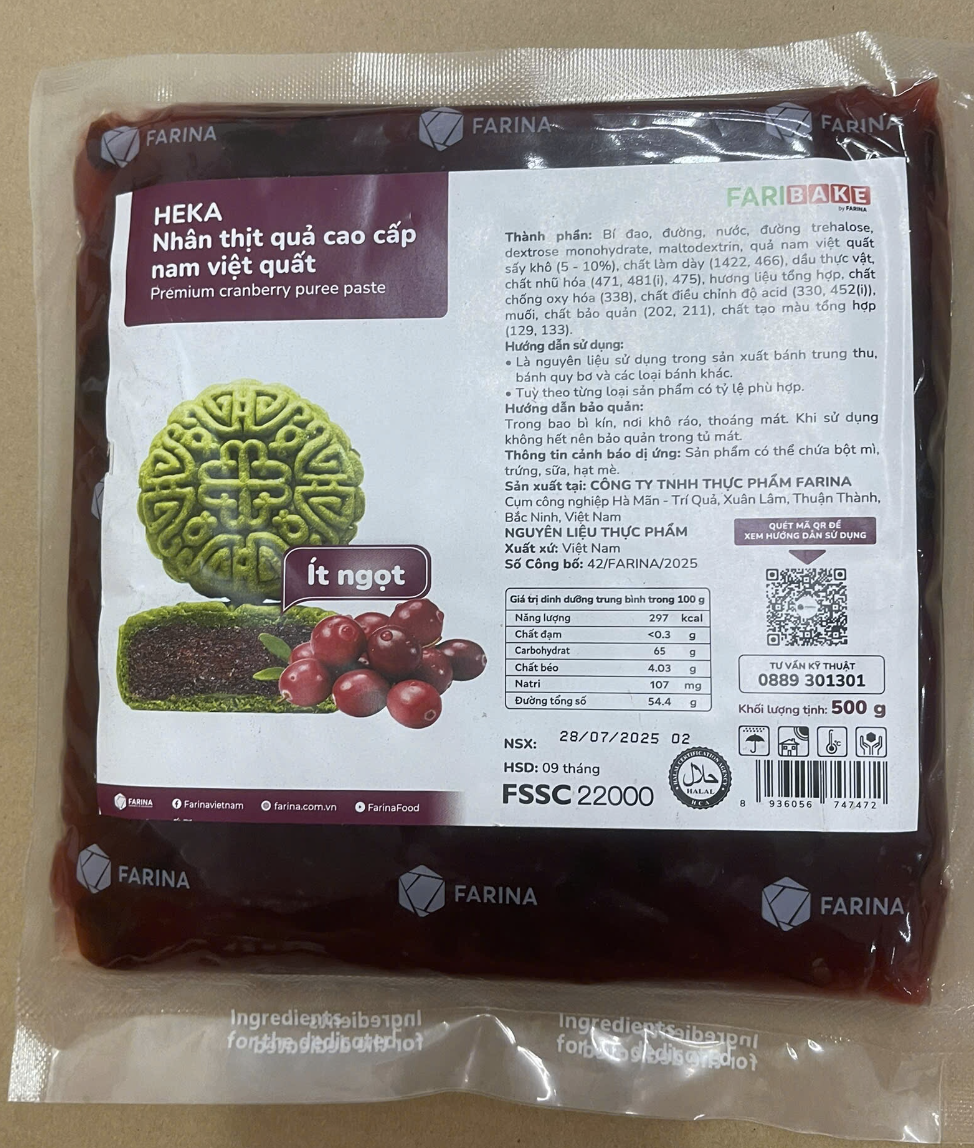 FARINA
FARINA
FARINA
HEKA
Nhân thịt quả cao cấp
nam việt quất
Premium cranberry puree paste
Ít ngọt
FARINA
Farinavietnam
farina.com.vn
FarinaFood
FARIBAKE
by FARINA
Thành phần: Bí đao, đường, nước, đường trehalose,
dextrose monohydrate, maltodextrin, quả nam việt quất
sấy khô (5 - 10%), chất làm dày (1422, 466), dầu thực vật,
chất nhũ hóa (471, 481(i), 475), hương liệu tổng hợp, chất
chống oxy hóa (338), chất điều chỉnh độ acid (330, 452(i)),
muối, chất bảo quản (202, 211), chất tạo màu tổng hợp
(129, 133).
Hướng dẫn sử dụng:
• Là nguyên liệu sử dụng trong sản xuất bánh trung thu,
bánh quy bơ và các loại bánh khác.
• Tuỳ theo từng loại sản phẩm có tỷ lệ phù hợp.
Hướng dẫn bảo quản:
Trong bao bì kín, nơi khô ráo, thoáng mát. Khi sử dụng
không hết nên bảo quản trong tủ mát.
Thông tin cảnh báo dị ứng: Sản phẩm có thể chứa bột mì,
trứng, sữa, hạt mè.
Sản xuất tại: CÔNG TY TNHH THỰC PHẨM FARINA
Cụm công nghiệp Hà Mãn - Trí Quả, Xuân Lâm, Thuận Thành,
Bắc Ninh, Việt Nam
NGUYÊN LIỆU THỰC PHẨM
Xuất xứ: Việt Nam
Số Công bố: 42/FARINA/2025
QUÉT MÃ QR ĐỂ
XEM HƯỚNG DẪN SỬ DỤNG
Giá trị dinh dưỡng trung bình trong 100 g
Năng lượng 297 kcal
Chất đạm <0.3 g
Carbohydrat 65 g
Chất béo 4.03 g
Natri 107 mg
Đường tổng số 54.4 g
TƯ VẤN KỸ THUẬT
0889 301301
Khối lượng tịnh: 500 g
NSX: 28/07/2025 02
HSD: 09 tháng
FSSC 22000
HALAL CERTIFICATION AGENCY
حلال
HALAL
HCA
8 936056 747472
FARINA
FARINA
FARINA
Ingredients
for the dedicated
Ingredients
for the dedicated